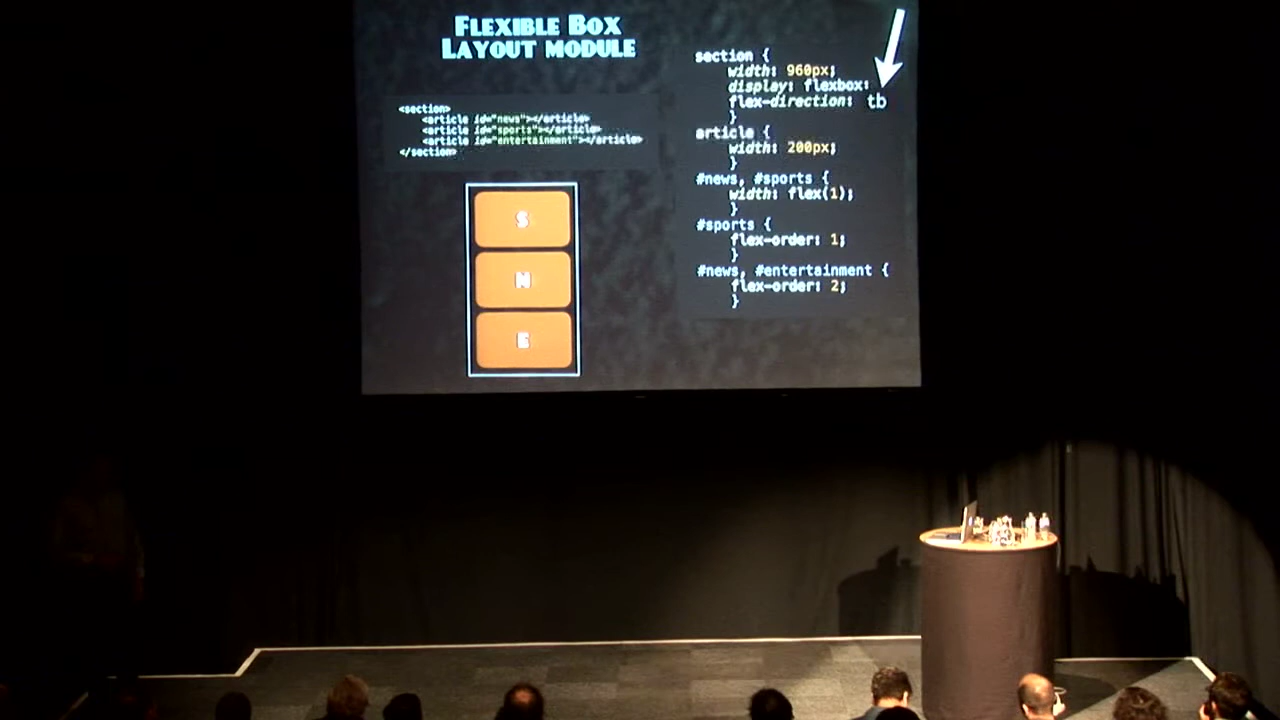 FLEXIBLE BOX
LAYOUT MODULE
<section>
<article id="news"></article>
<article id="sports"></article>
<article id="entertainment"></article>
</section>
S
N
E
section {
width: 960px;
display: flexbox;
flex-direction: tb
}
article {
width: 200px;
}
#news, #sports {
width: flex(1);
}
#sports {
flex-order: 1;
}
#news, #entertainment {
flex-order: 2;
}